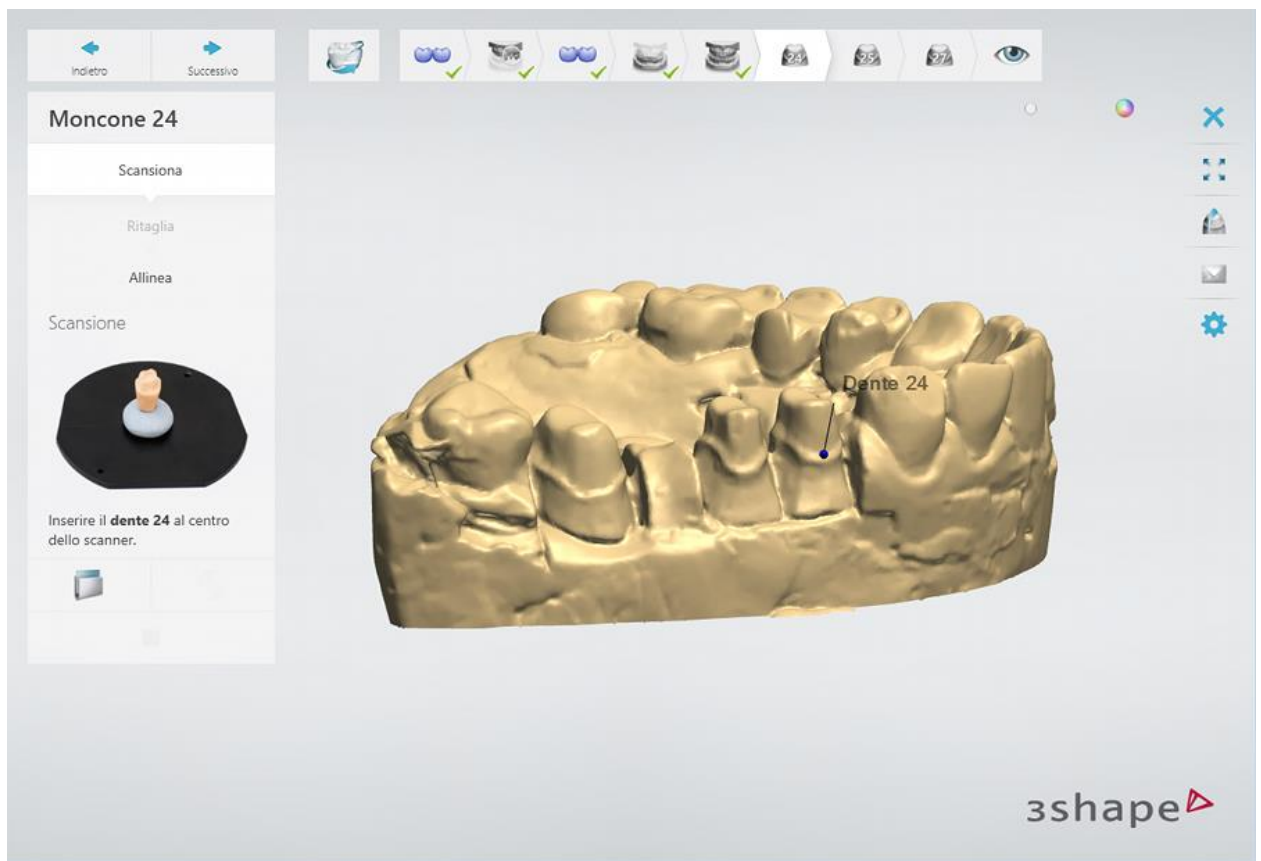 Indietro
Successivo
24
25
27
Moncone 24
Scansiona
Ritaglia
Allinea
Scansione
Inserire il dente 24 al centro
dello scanner.
Dente 24
3shape